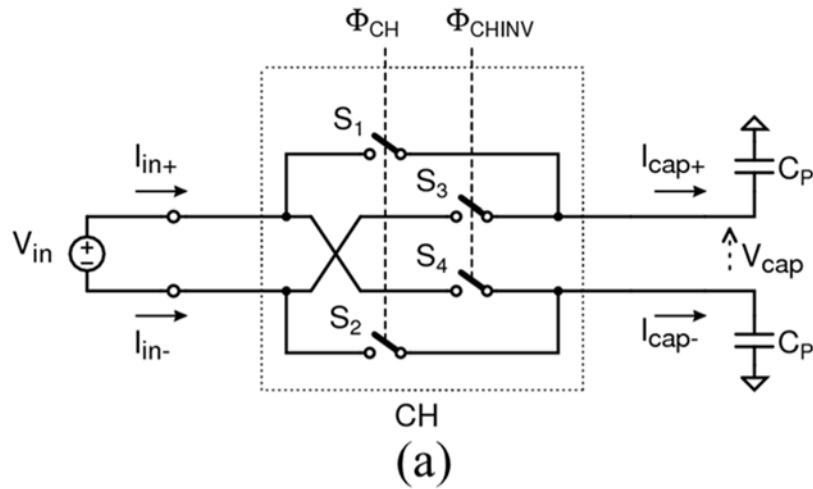 Φ_CH Φ_CHINV
S_1
I_in+ I_cap+ C_P
S_3
V_in + − S_4 V_cap
S_2
I_in- I_cap- C_P
CH
(a)